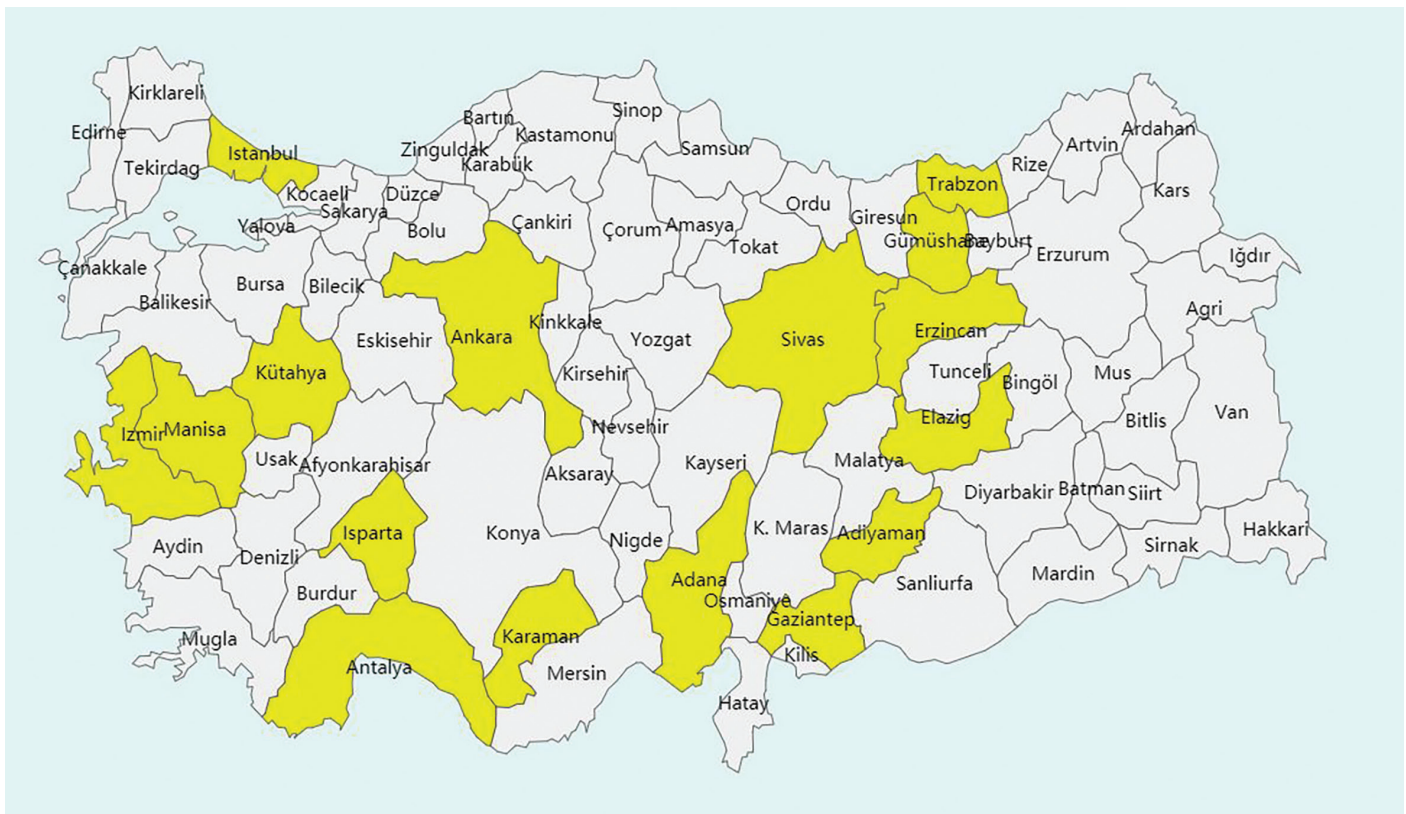 Kirklareli
Edirne
Tekirdag
Istanbul
Kocaeli
Yalova
Sakarya
Düzce
Bolu
Zinguldak
Bartın
Karabük
Kastamonu
Sinop
Samsun
Çankiri
Çorum
Amasya
Tokat
Ordu
Giresun
Trabzon
Gümüshane
Bayburt
Rize
Artvin
Ardahan
Kars
Iğdır
Erzurum
Agri
Çanakkale
Balikesir
Bursa
Bilecik
Eskisehir
Ankara
Kinkkale
Kirsehir
Yozgat
Sivas
Erzincan
Tunceli
Bingöl
Mus
Bitlis
Van
Kütahya
Izmir
Manisa
Usak
Afyonkarahisar
Nevsehir
Aksaray
Kayseri
Malatya
Elazig
Diyarbakir
Batman
Siirt
Hakkari
Sirnak
Mardin
Sanliurfa
Adiyaman
K. Maras
Nigde
Konya
Isparta
Aydin
Denizli
Burdur
Mugla
Antalya
Karaman
Mersin
Adana
Osmaniye
Gaziantep
Kilis
Hatay